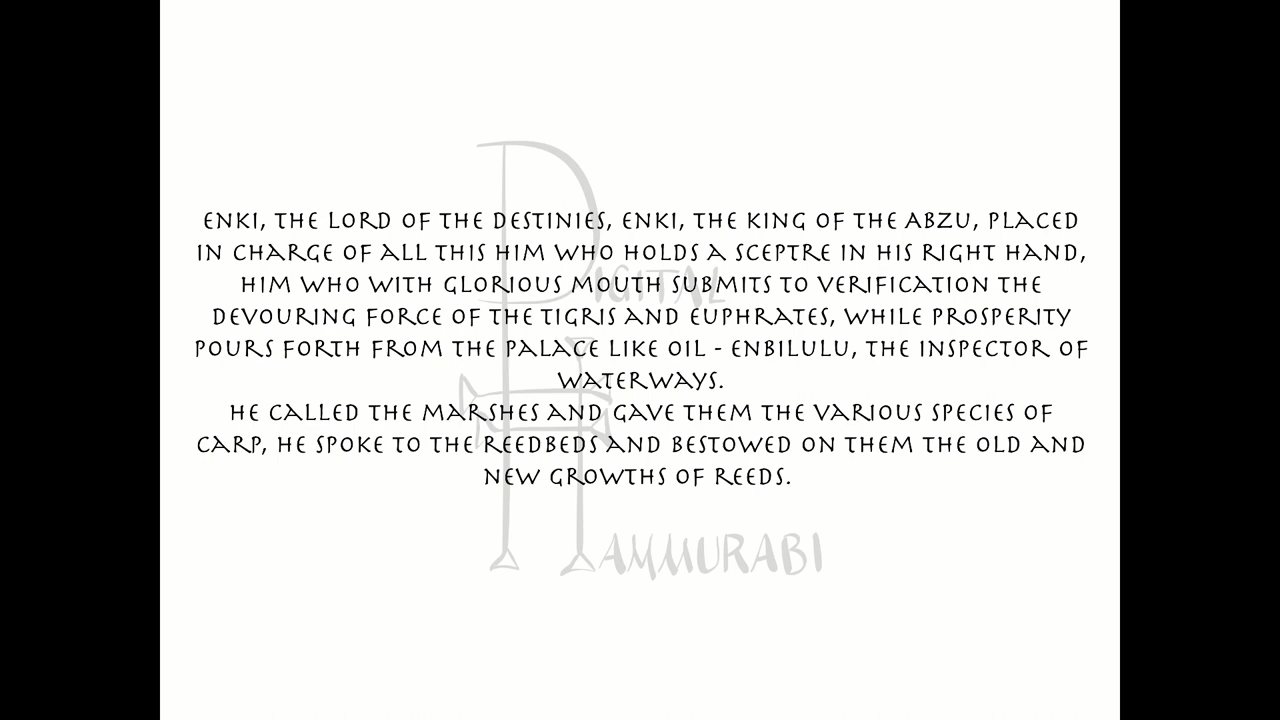 ENKI, THE LORD OF THE DESTINIES, ENKI, THE KING OF THE ABZU, PLACED
IN CHARGE OF ALL THIS HIM WHO HOLDS A SCEPTRE IN HIS RIGHT HAND,
HIM WHO WITH GLORIOUS MOUTH SUBMITS TO VERIFICATION THE
DEVOURING FORCE OF THE TIGRIS AND EUPHRATES, WHILE PROSPERITY
POURS FORTH FROM THE PALACE LIKE OIL - ENBILULU, THE INSPECTOR OF
WATERWAYS.
HE CALLED THE MARSHES AND GAVE THEM THE VARIOUS SPECIES OF
CARP, HE SPOKE TO THE REEDBEDS AND BESTOWED ON THEM THE OLD AND
NEW GROWTHS OF REEDS.
DIGITAL
HAMMURABI